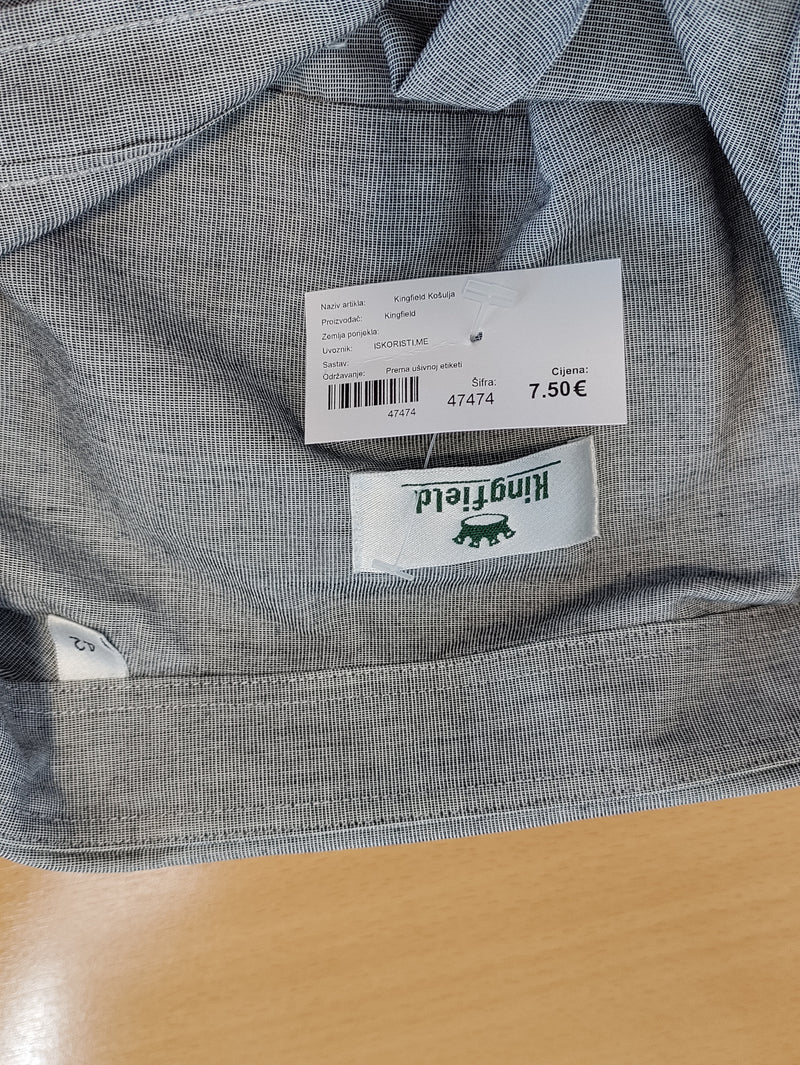 Naziv artikla: Kingfield Košulja
Proizvođač: Kingfield
Zemlja porijekla:
Uvoznik: ISKORISTI.ME
Sastav:
Održavanje: Prema ušivnoj etiketi
47474
Šifra:
47474
Cijena:
7.50€
Kingfield
42